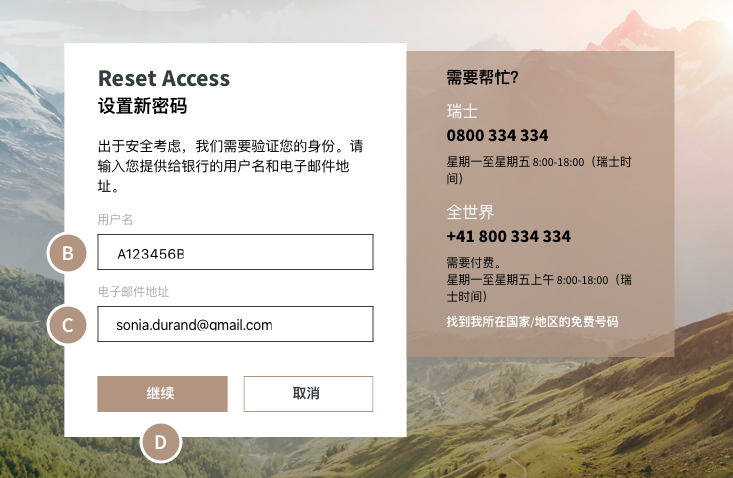 Reset Access
设置新密码
出于安全考虑，我们需要验证您的身份。请
输入您提供给银行的用户名和电子邮件地
址。
用户名
B
A123456B
电子邮件地址
C
sonia.durand@gmail.com
继续
取消
D
需要帮忙?
瑞士
0800 334 334
星期一至星期五 8:00-18:00（瑞士时
间）
全世界
+41 800 334 334
需要付费。
星期一至星期五上午 8:00-18:00（瑞
士时间）
找到我所在国家/地区的免费号码